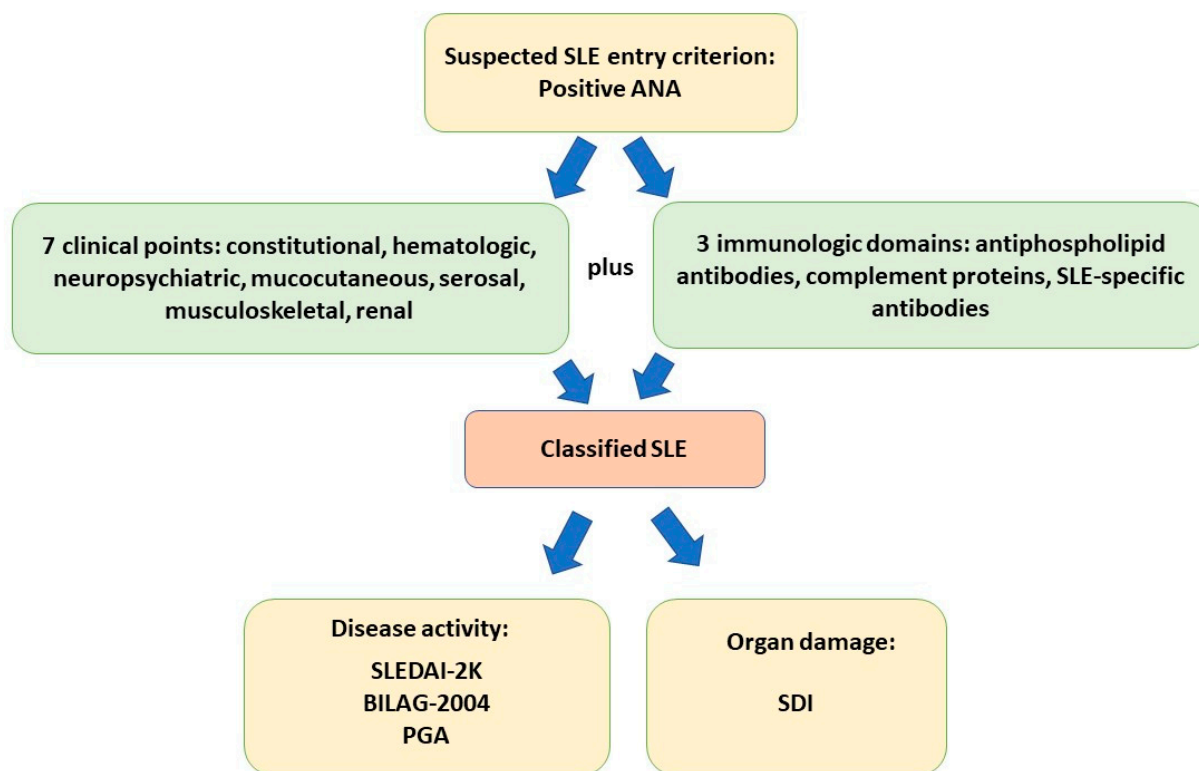 Suspected SLE entry criterion:
Positive ANA
7 clinical points: constitutional, hematologic,
neuropsychiatric, mucocutaneous, serosal,
musculoskeletal, renal
plus
3 immunologic domains: antiphospholipid
antibodies, complement proteins, SLE-specific
antibodies
Classified SLE
Disease activity:
SLEDAI-2K
BILAG-2004
PGA
Organ damage:
SDI